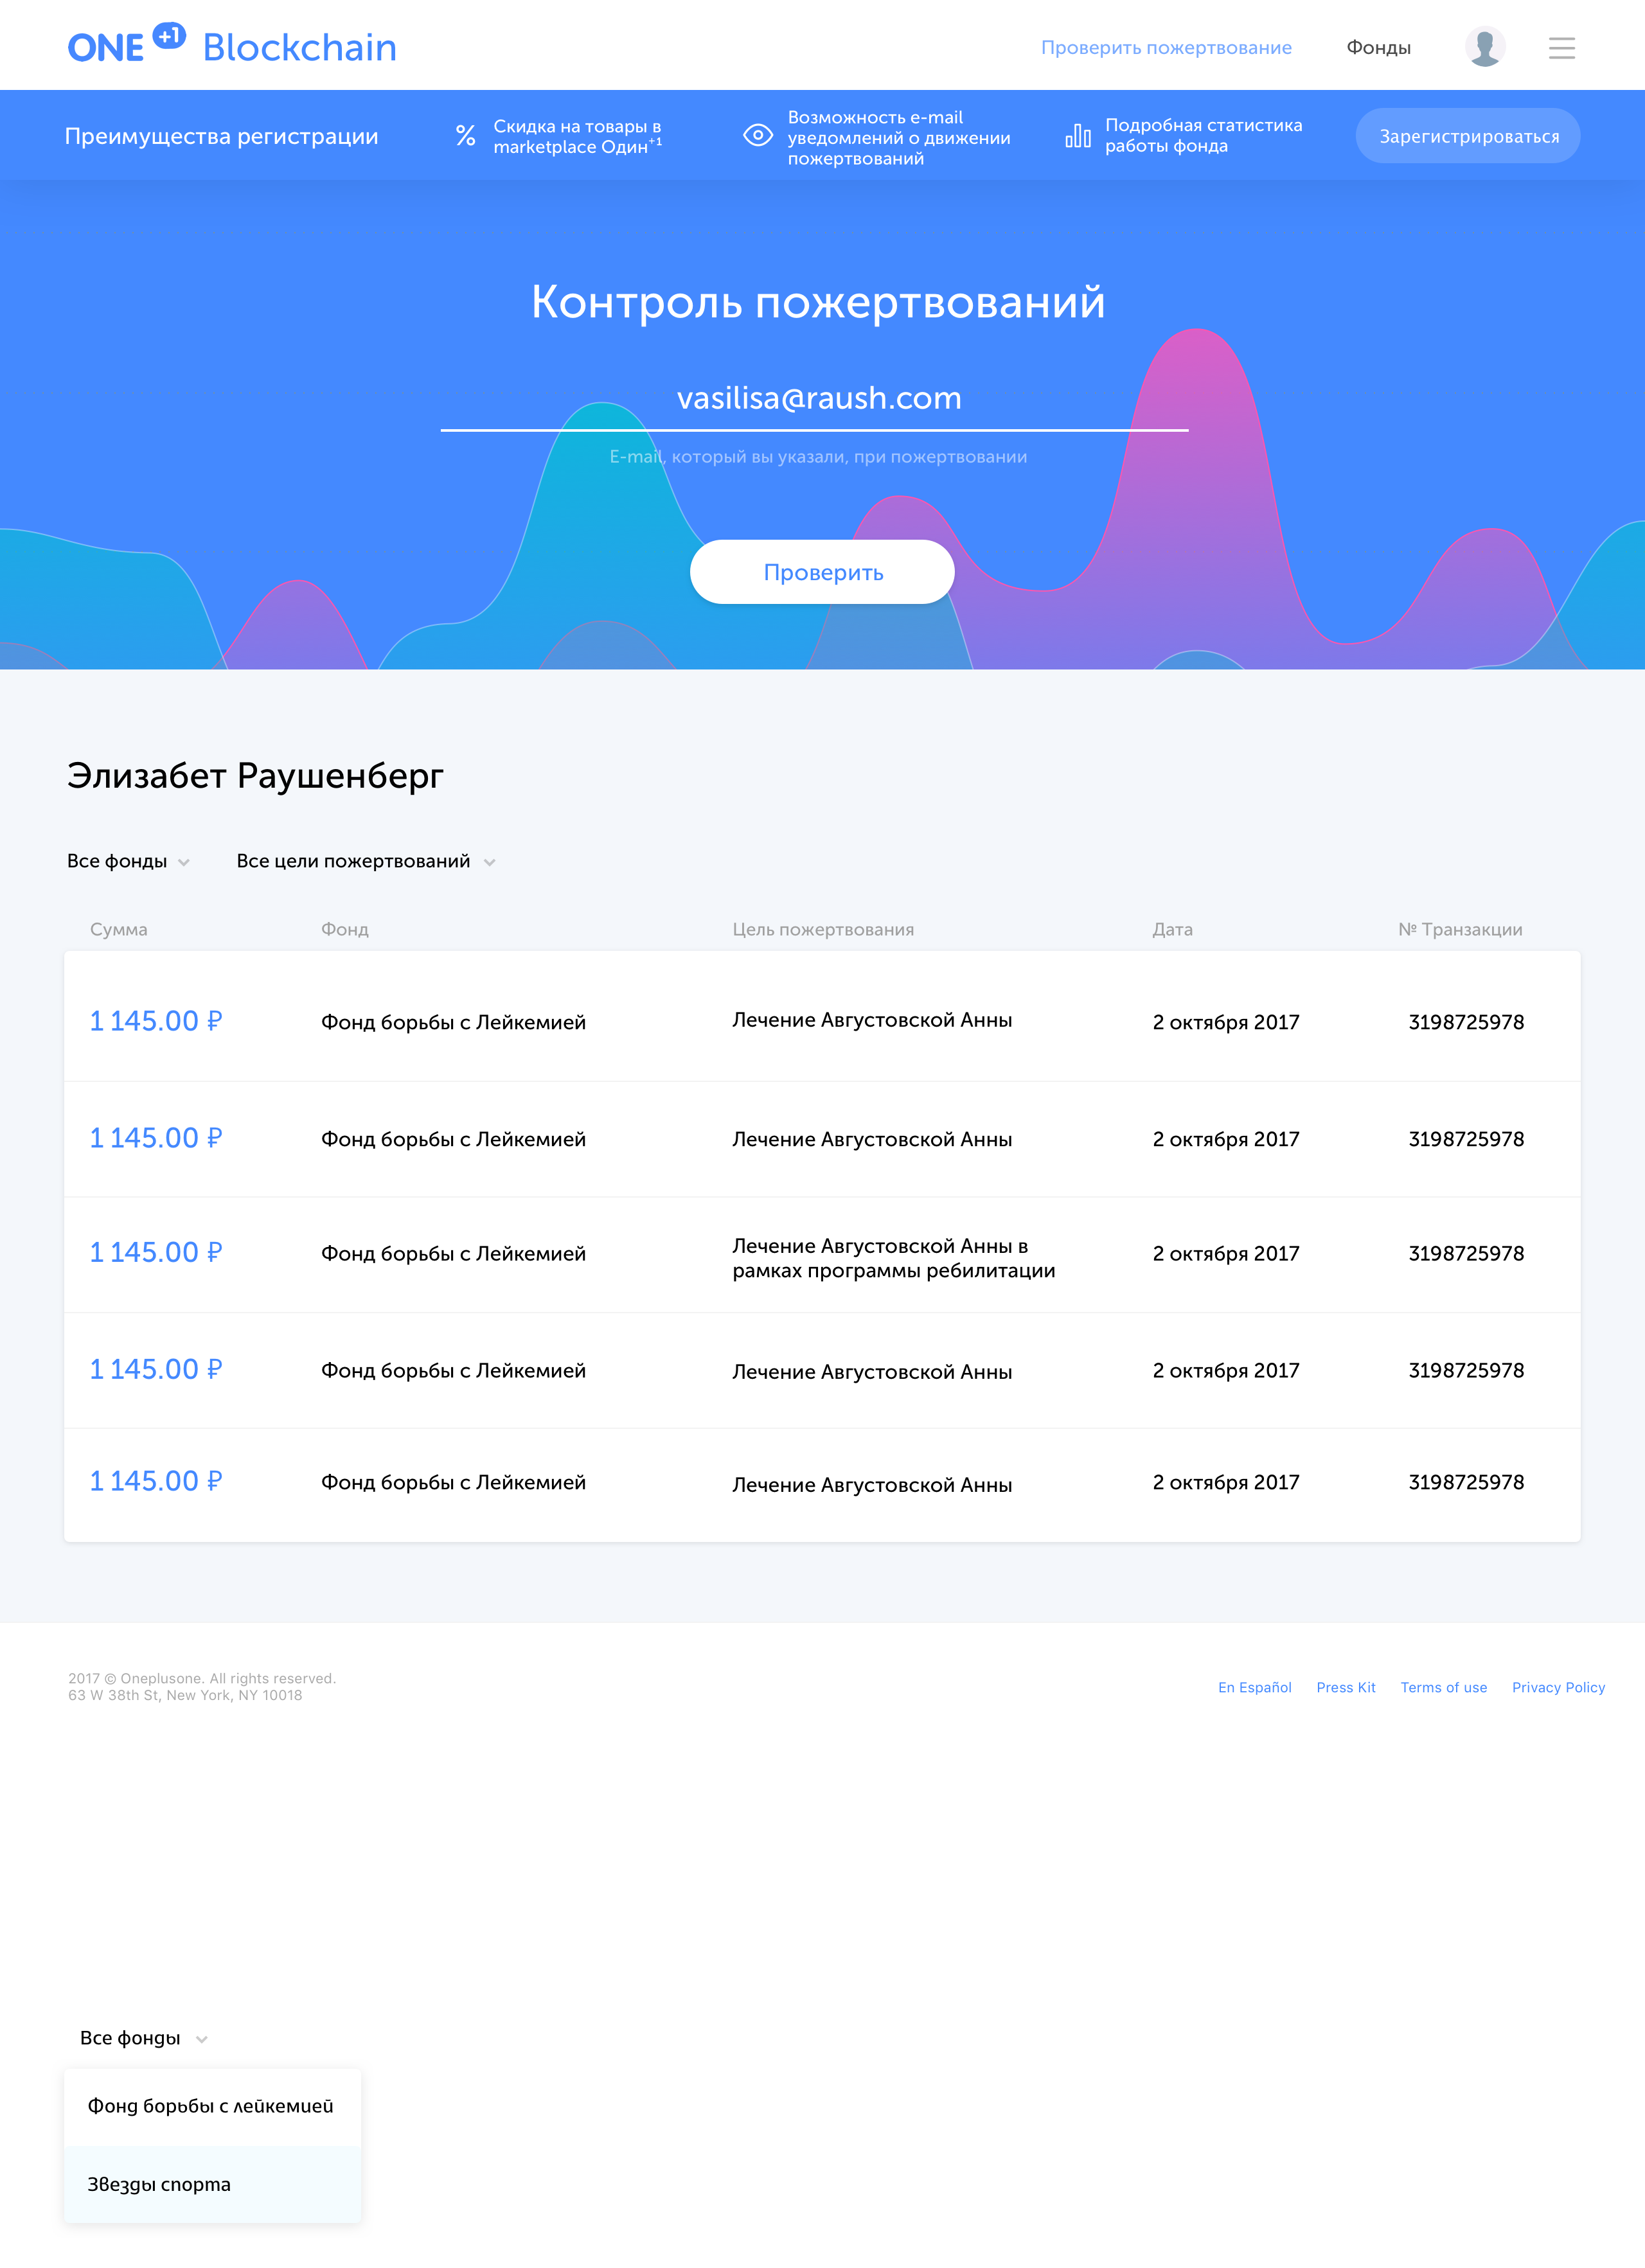 ONE +1 Blockchain
Проверить пожертвование
Фонды
Преимущества регистрации
Скидка на товары в
marketplace Один+1
Возможность e-mail
уведомлений о движении
пожертвований
Подробная статистика
работы фонда
Зарегистрироваться
Контроль пожертвований
vasilisa@raush.com
E-mail, который вы указали, при пожертвовании
Проверить
Элизабет Раушенберг
Все фонды
Все цели пожертвований
Сумма Фонд Цель пожертвования Дата № Транзакции
1 145.00 ₽ Фонд борьбы с Лейкемией Лечение Августовской Анны 2 октября 2017 3198725978
1 145.00 ₽ Фонд борьбы с Лейкемией Лечение Августовской Анны 2 октября 2017 3198725978
1 145.00 ₽ Фонд борьбы с Лейкемией Лечение Августовской Анны в
рамках программы ребилитации
2 октября 2017 3198725978
1 145.00 ₽ Фонд борьбы с Лейкемией Лечение Августовской Анны 2 октября 2017 3198725978
1 145.00 ₽ Фонд борьбы с Лейкемией Лечение Августовской Анны 2 октября 2017 3198725978
2017 © Oneplusone. All rights reserved.
63 W 38th St, New York, NY 10018
En Español Press Kit Terms of use Privacy Policy
Все фонды
Фонд борьбы с лейкемией
Звезды спорта